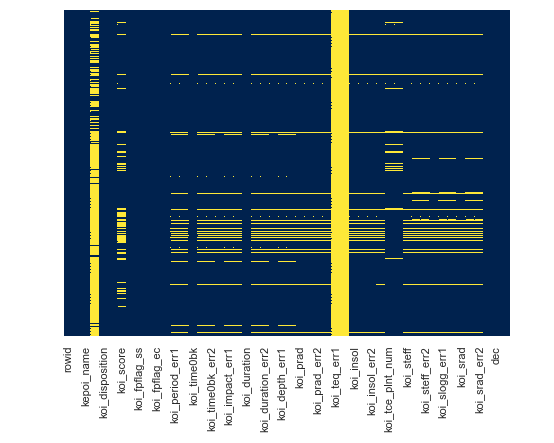 rowid
kepoi_name
koi_disposition
koi_score
koi_fpflag_ss
koi_fpflag_ec
koi_period_err1
koi_time0bk
koi_time0bk_err2
koi_impact_err1
koi_duration
koi_duration_err2
koi_depth_err1
koi_prad
koi_prad_err2
koi_teq_err1
koi_insol
koi_insol_err2
koi_tce_plnt_num
koi_steff
koi_steff_err2
koi_slogg_err1
koi_srad
koi_srad_err2
dec